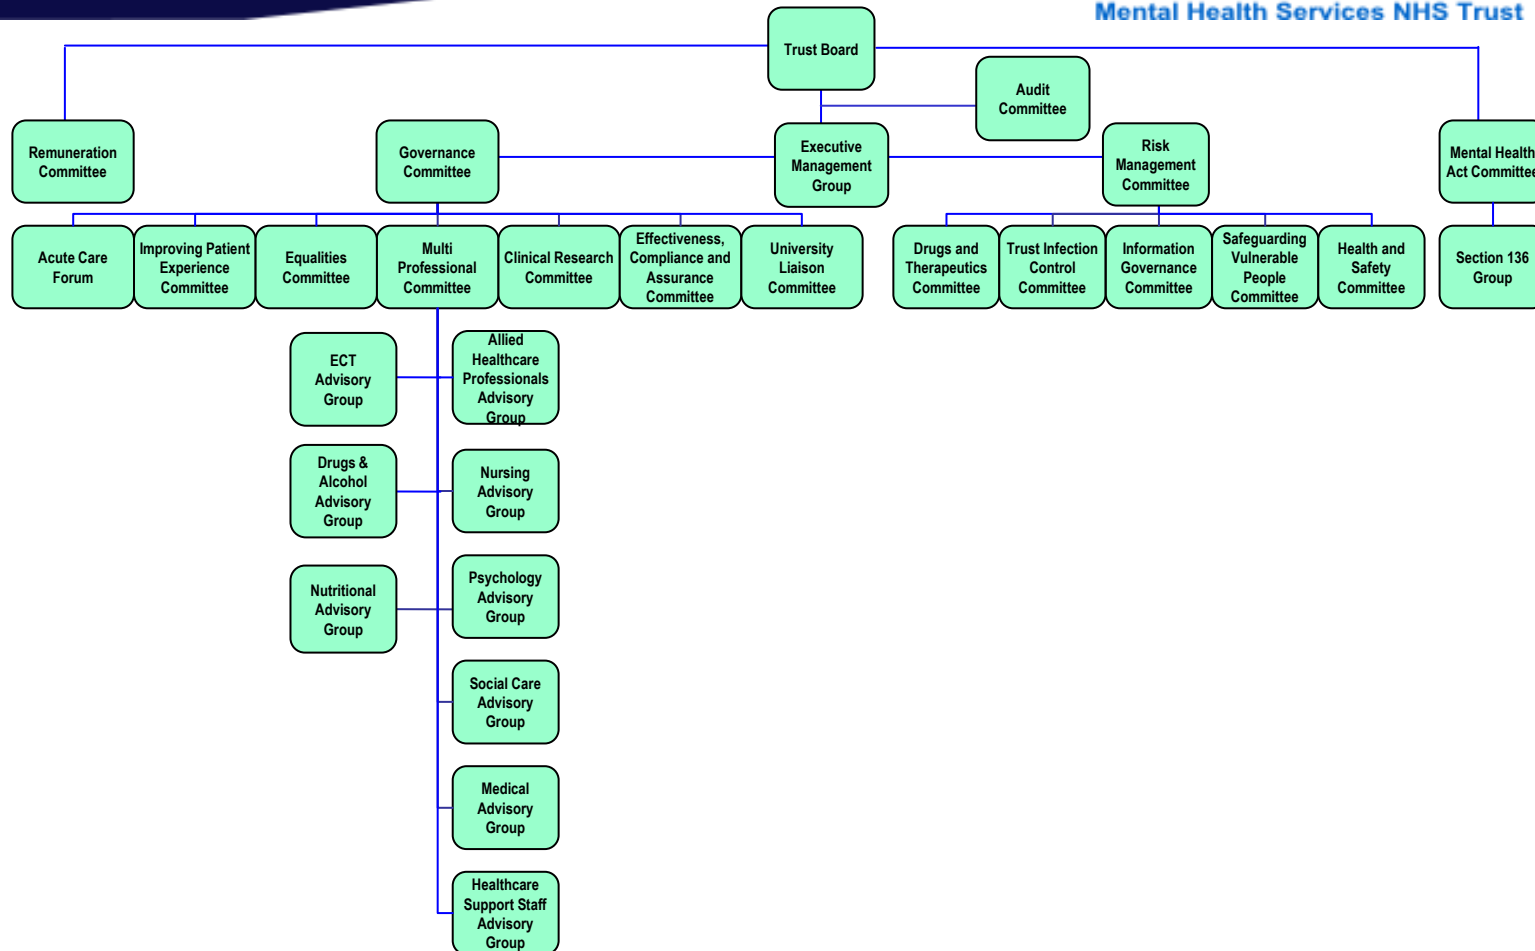 Mental Health Services NHS Trust
Trust Board
Audit
Committee
Remuneration
Committee
Governance
Committee
Executive
Management
Group
Risk
Management
Committee
Mental Health
Act Committee
Acute Care
Forum
Improving Patient
Experience
Committee
Equalities
Committee
Multi
Professional
Committee
Clinical Research
Committee
Effectiveness,
Compliance and
Assurance
Committee
University
Liaison
Committee
Drugs and
Therapeutics
Committee
Trust Infection
Control
Committee
Information
Governance
Committee
Safeguarding
Vulnerable
People
Committee
Health and
Safety
Committee
Section 136
Group
ECT
Advisory
Group
Allied
Healthcare
Professionals
Advisory
Group
Drugs &
Alcohol
Advisory
Group
Nursing
Advisory
Group
Nutritional
Advisory
Group
Psychology
Advisory
Group
Social Care
Advisory
Group
Medical
Advisory
Group
Healthcare
Support Staff
Advisory
Group